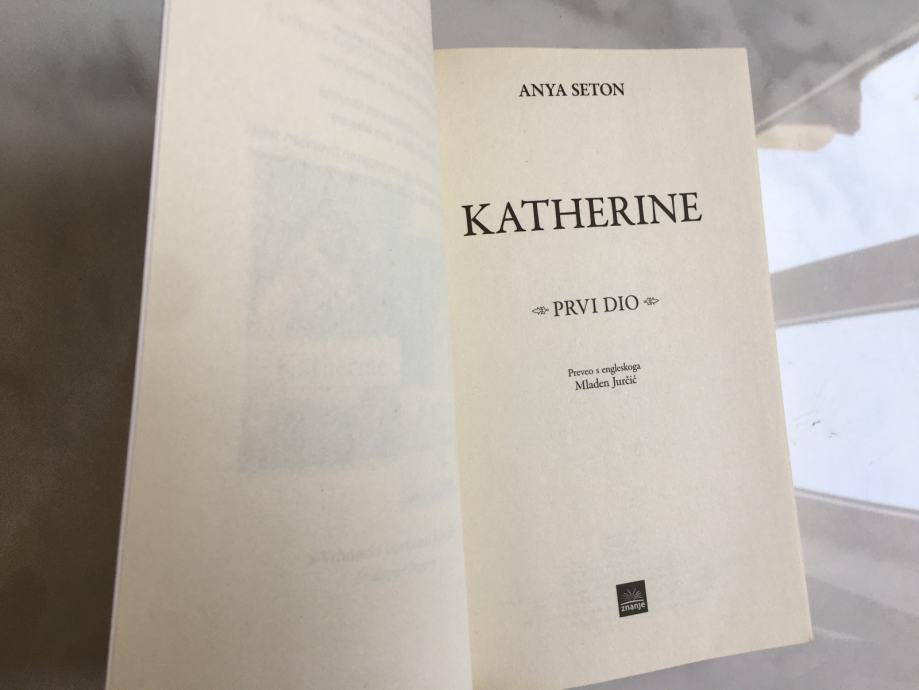 ANYA SETON
KATHERINE
PRVI DIO
Preveo s engleskoga
Mladen Jurčić
znanje